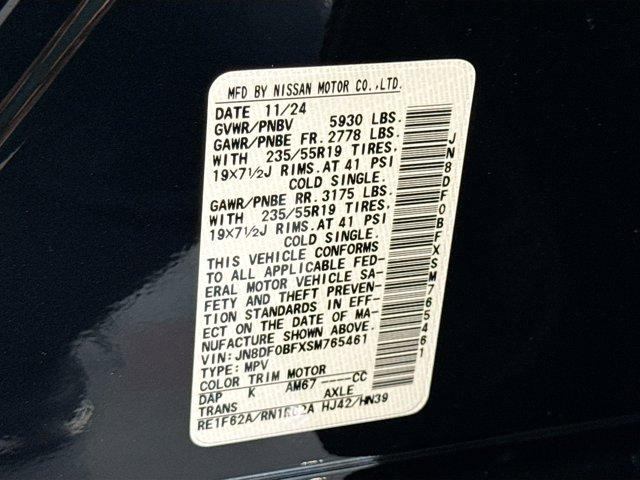 MFD BY NISSAN MOTOR CO.,LTD.
DATE 11/24
GVWR/PNBV 5930 LBS.
GAWR/PNBE FR. 2778 LBS.
WITH 235/55R19 TIRES,
19X7½J RIMS.AT 41 PSI
COLD SINGLE.
GAWR/PNBE RR. 3175 LBS.
WITH 235/55R19 TIRES,
19X7½J RIMS.AT 41 PSI
COLD SINGLE.
THIS VEHICLE CONFORMS
TO ALL APPLICABLE FED-
ERAL MOTOR VEHICLE SA-
FETY AND THEFT PREVEN-
TION STANDARDS IN EFF-
ECT ON THE DATE OF MA-
NUFACTURE SHOWN ABOVE.
VIN:JN8DF0BFXSM765461
TYPE: MPV
COLOR TRIM MOTOR
DAP K AM67 ——CC
TRANS AXLE
RE1F62A/RN1R62A HJ42/HN39
JN8DF0BFXSM765461